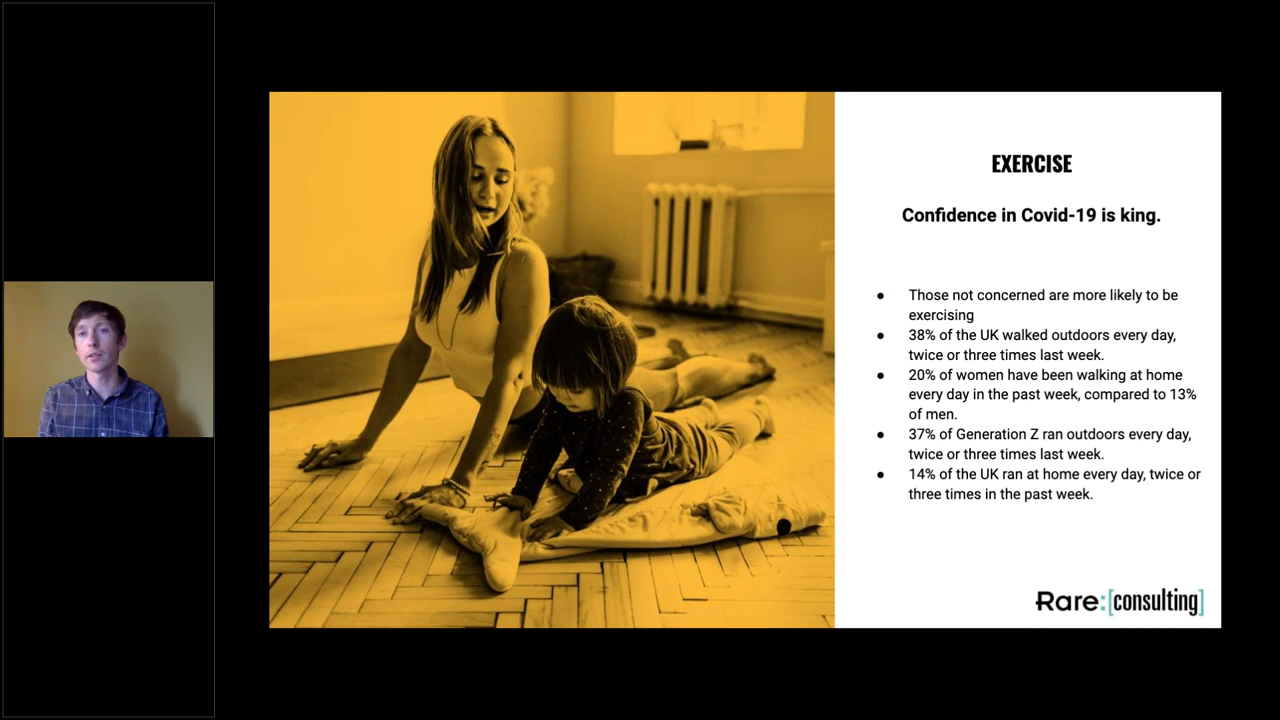 EXERCISE
Confidence in Covid-19 is king.
● Those not concerned are more likely to be
exercising
● 38% of the UK walked outdoors every day,
twice or three times last week.
● 20% of women have been walking at home
every day in the past week, compared to 13%
of men.
● 37% of Generation Z ran outdoors every day,
twice or three times last week.
● 14% of the UK ran at home every day, twice or
three times in the past week.
Rare:[consulting]